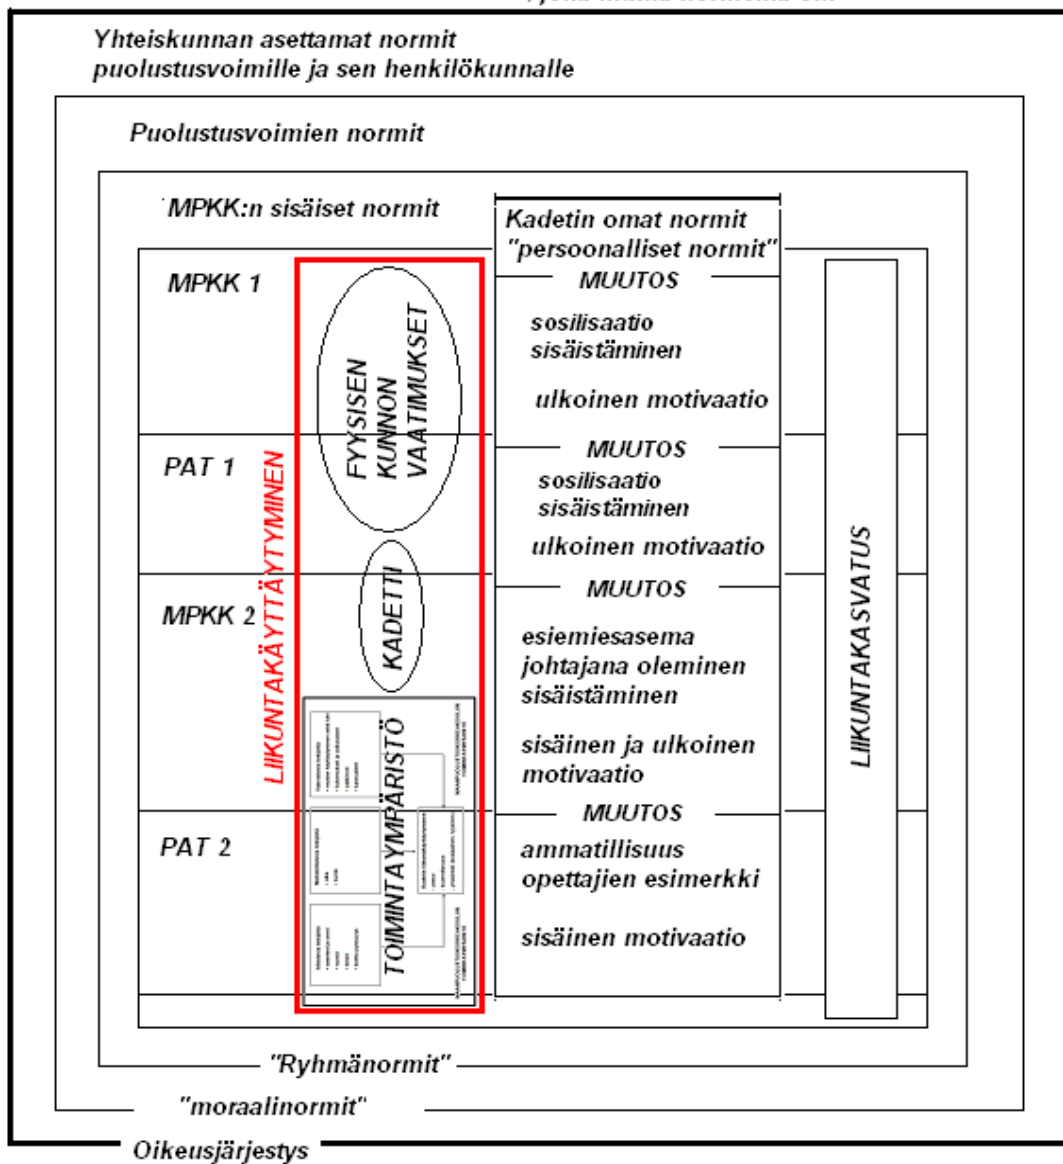 Yhteiskunnan asettamat normit
puolustusvoimille ja sen henkilökunnalle
Puolustusvoimien normit
MPKK:n sisäiset normit
Kadetin omat normit
"persoonalliset normit"
MPKK 1
PAT 1
MPKK 2
PAT 2
LIIKUNTAKÄYTTÄYTYMINEN
FYYSISEN
KUNNON
VAATIMUKSET
KADETTI
TOIMINTAYMPÄRISTÖ
MUUTOS
sosilisaatio
sisäistäminen
ulkoinen motivaatio
MUUTOS
sosilisaatio
sisäistäminen
ulkoinen motivaatio
MUUTOS
esiemiesasema
johtajana oleminen
sisäistäminen
sisäinen ja ulkoinen
motivaatio
MUUTOS
ammatillisuus
opettajien esimerkki
sisäinen motivaatio
LIIKUNTAKASVATUS
"Ryhmänormit"
"moraalinormit"
Oikeusjärjestys